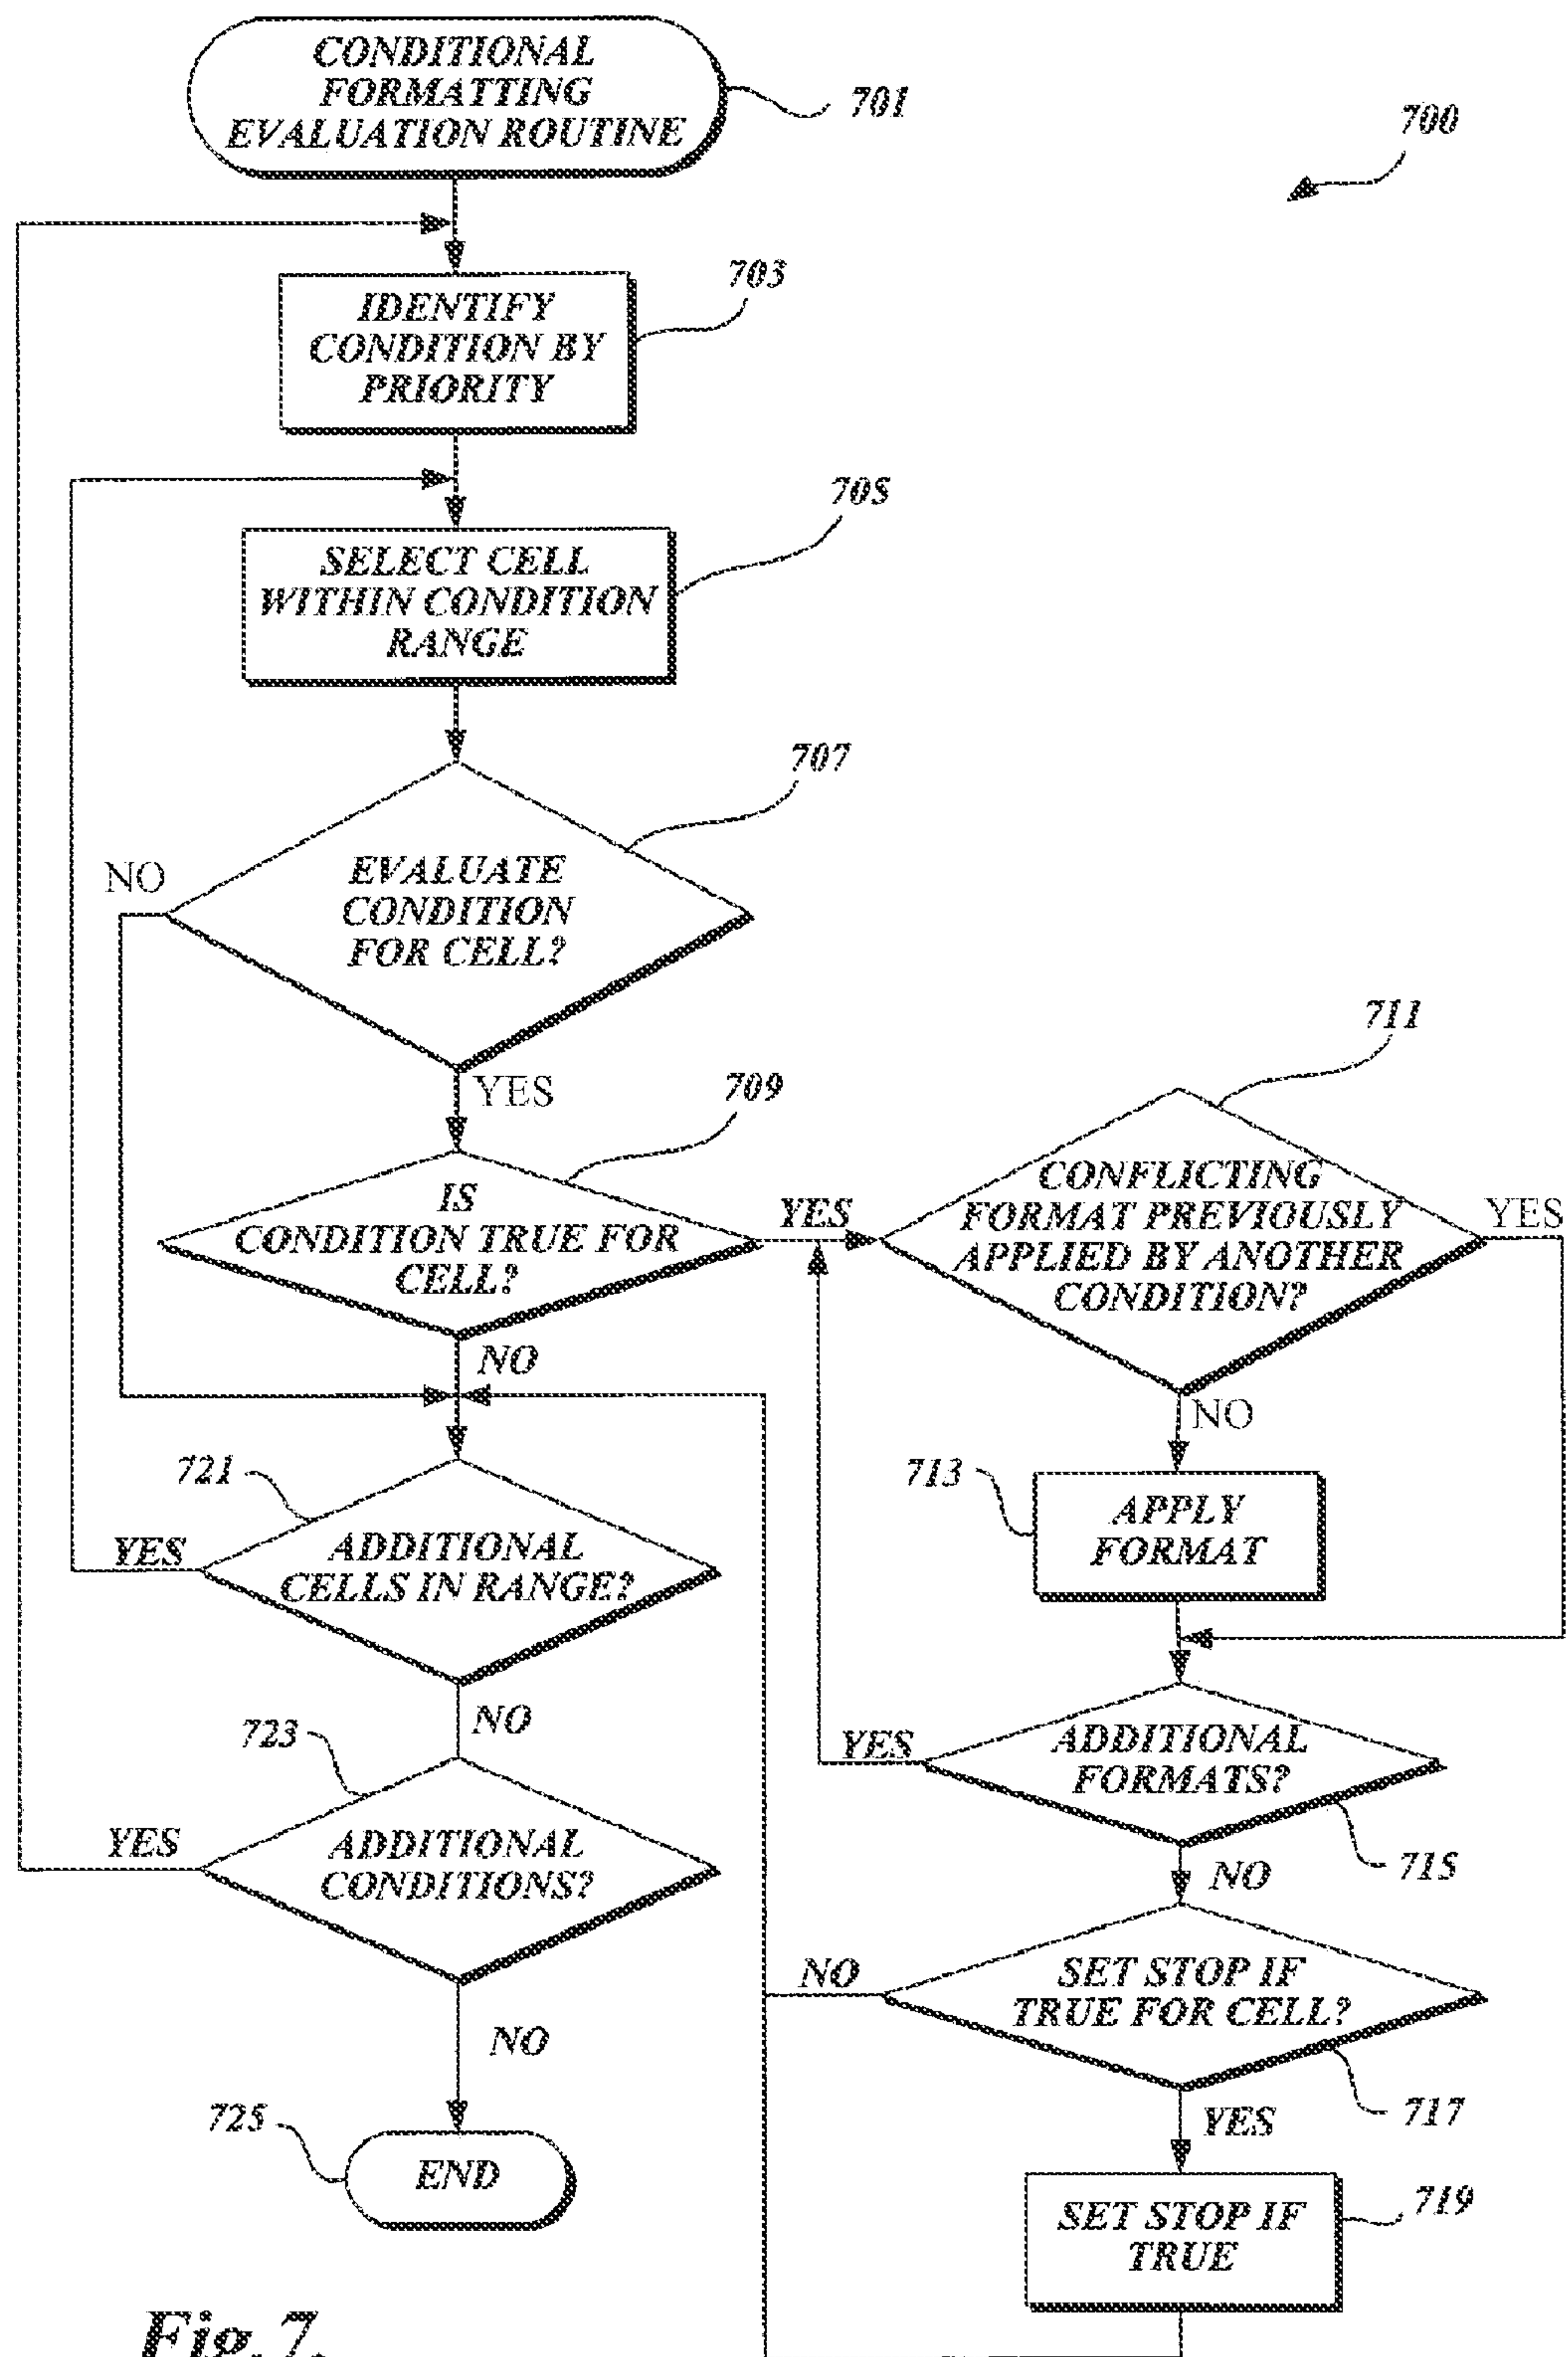 CONDITIONAL
FORMATTING
EVALUATION ROUTINE
701
700
703
IDENTIFY
CONDITION BY
PRIORITY
705
SELECT CELL
WITHIN CONDITION
RANGE
707
NO
EVALUATE
CONDITION
FOR CELL?
YES
709
IS
CONDITION TRUE FOR
CELL?
YES
NO
711
CONFLICTING
FORMAT PREVIOUSLY
APPLIED BY ANOTHER
CONDITION?
YES
NO
713
APPLY
FORMAT
721
YES
ADDITIONAL
CELLS IN RANGE?
NO
YES
ADDITIONAL
FORMATS?
715
NO
723
YES
ADDITIONAL
CONDITIONS?
NO
NO
SET STOP IF
TRUE FOR CELL?
717
YES
725
END
719
SET STOP IF
TRUE
Fig. 7.